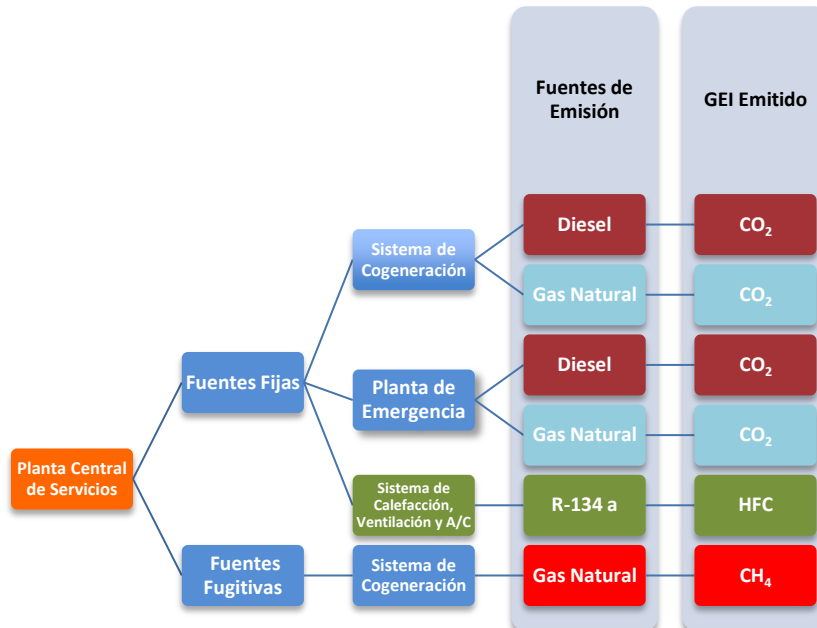 Fuentes de
Emisión
GEI Emitido
Diesel
CO₂
Sistema de
Cogeneración
Gas Natural
CO₂
Diesel
CO₂
Fuentes Fijas
Planta de
Emergencia
Gas Natural
CO₂
Planta Central
de Servicios
Sistema de
Calefacción,
Ventilación y A/C
R-134 a
HFC
Fuentes
Fugitivas
Sistema de
Cogeneración
Gas Natural
CH₄